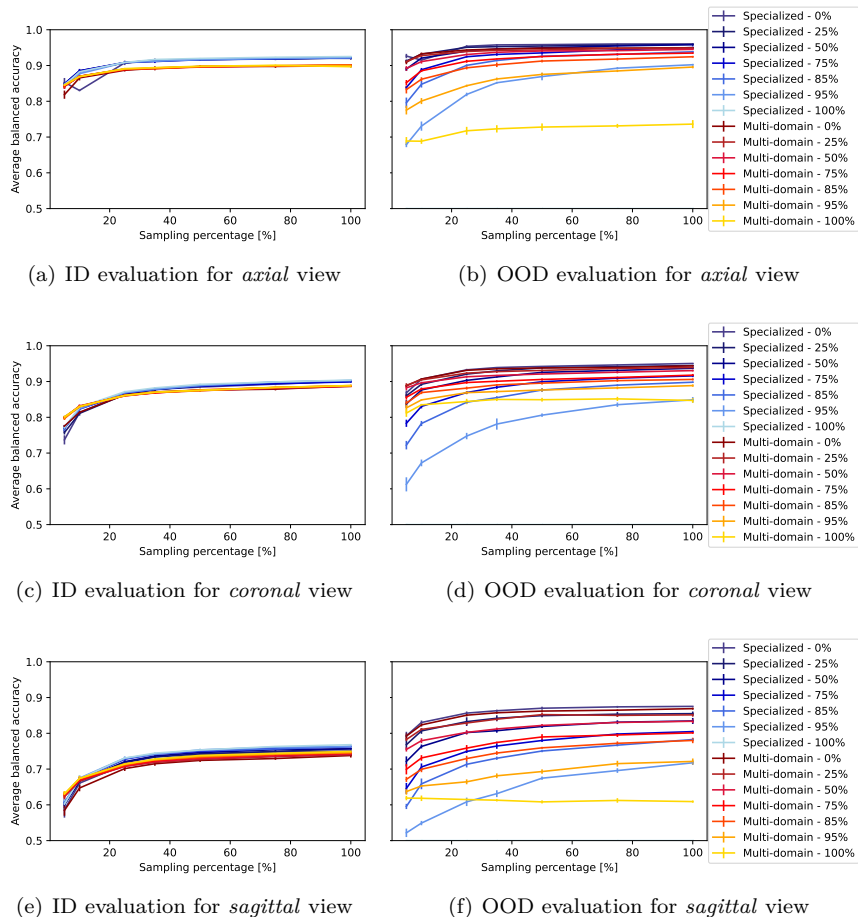 1.0
0.9
0.8
0.7
0.6
0.5
Average balanced accuracy
20 40 60 80 100
Sampling percentage [%]
(a) ID evaluation for axial view
20 40 60 80 100
Sampling percentage [%]
(b) OOD evaluation for axial view
Specialized - 0%
Specialized - 25%
Specialized - 50%
Specialized - 75%
Specialized - 85%
Specialized - 95%
Specialized - 100%
Multi-domain - 0%
Multi-domain - 25%
Multi-domain - 50%
Multi-domain - 75%
Multi-domain - 85%
Multi-domain - 95%
Multi-domain - 100%
1.0
0.9
0.8
0.7
0.6
0.5
Average balanced accuracy
20 40 60 80 100
Sampling percentage [%]
(c) ID evaluation for coronal view
20 40 60 80 100
Sampling percentage [%]
(d) OOD evaluation for coronal view
Specialized - 0%
Specialized - 25%
Specialized - 50%
Specialized - 75%
Specialized - 85%
Specialized - 95%
Specialized - 100%
Multi-domain - 0%
Multi-domain - 25%
Multi-domain - 50%
Multi-domain - 75%
Multi-domain - 85%
Multi-domain - 95%
Multi-domain - 100%
1.0
0.9
0.8
0.7
0.6
0.5
Average balanced accuracy
20 40 60 80 100
Sampling percentage [%]
(e) ID evaluation for sagittal view
20 40 60 80 100
Sampling percentage [%]
(f) OOD evaluation for sagittal view
Specialized - 0%
Specialized - 25%
Specialized - 50%
Specialized - 75%
Specialized - 85%
Specialized - 95%
Specialized - 100%
Multi-domain - 0%
Multi-domain - 25%
Multi-domain - 50%
Multi-domain - 75%
Multi-domain - 85%
Multi-domain - 95%
Multi-domain - 100%